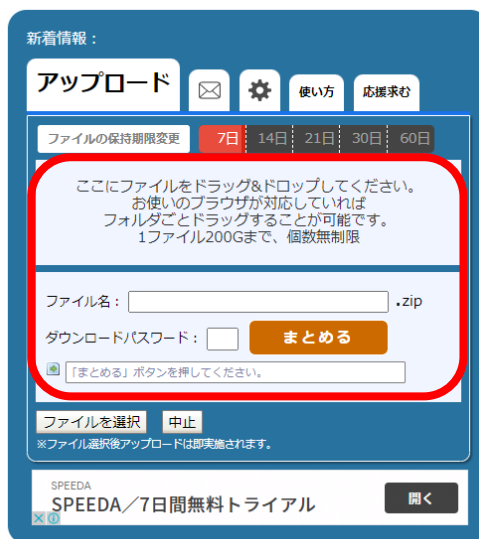 新着情報：
アップロード
使い方
応援求む
ファイルの保持期限変更 7日 14日 21日 30日 60日
ここにファイルをドラッグ&ドロップしてください。
お使いのブラウザが対応していれば
フォルダごとドラッグすることが可能です。
1ファイル200Gまで、個数無制限
ファイル名： .zip
ダウンロードパスワード： まとめる
「まとめる」ボタンを押してください。
ファイルを選択 中止
※ファイル選択後アップロードは即実施されます。
SPEEDA
SPEEDA／7日間無料トライアル
開く